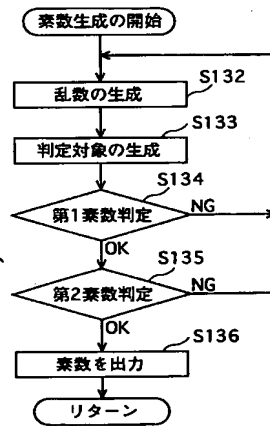 素数生成の開始
S132
乱数の生成
S133
判定対象の生成
S134
第1素数判定
NG
OK
S135
第2素数判定
NG
OK
S136
素数を出力
リターン